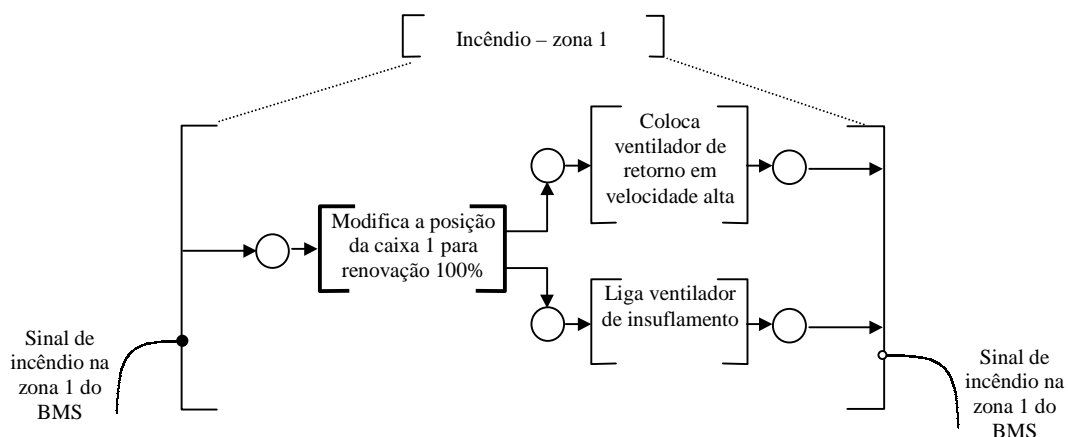 Incêndio – zona 1
Coloca
ventilador de
retorno em
velocidade alta
Modifica a posição
da caixa 1 para
renovação 100%
Liga ventilador
de insuflamento
Sinal de
incêndio na
zona 1 do
BMS
Sinal de
incêndio na
zona 1 do
BMS